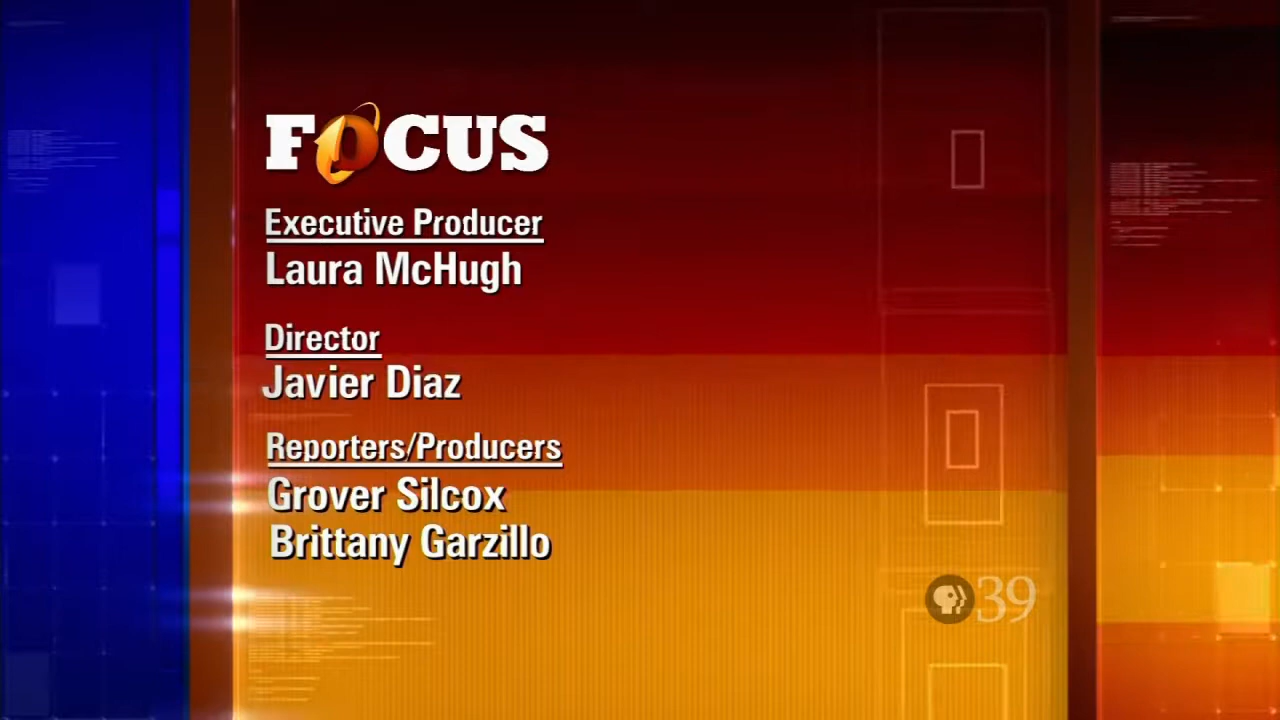 FOCUS
Executive Producer
Laura McHugh
Director
Javier Diaz
Reporters/Producers
Grover Silcox
Brittany Garzillo
39